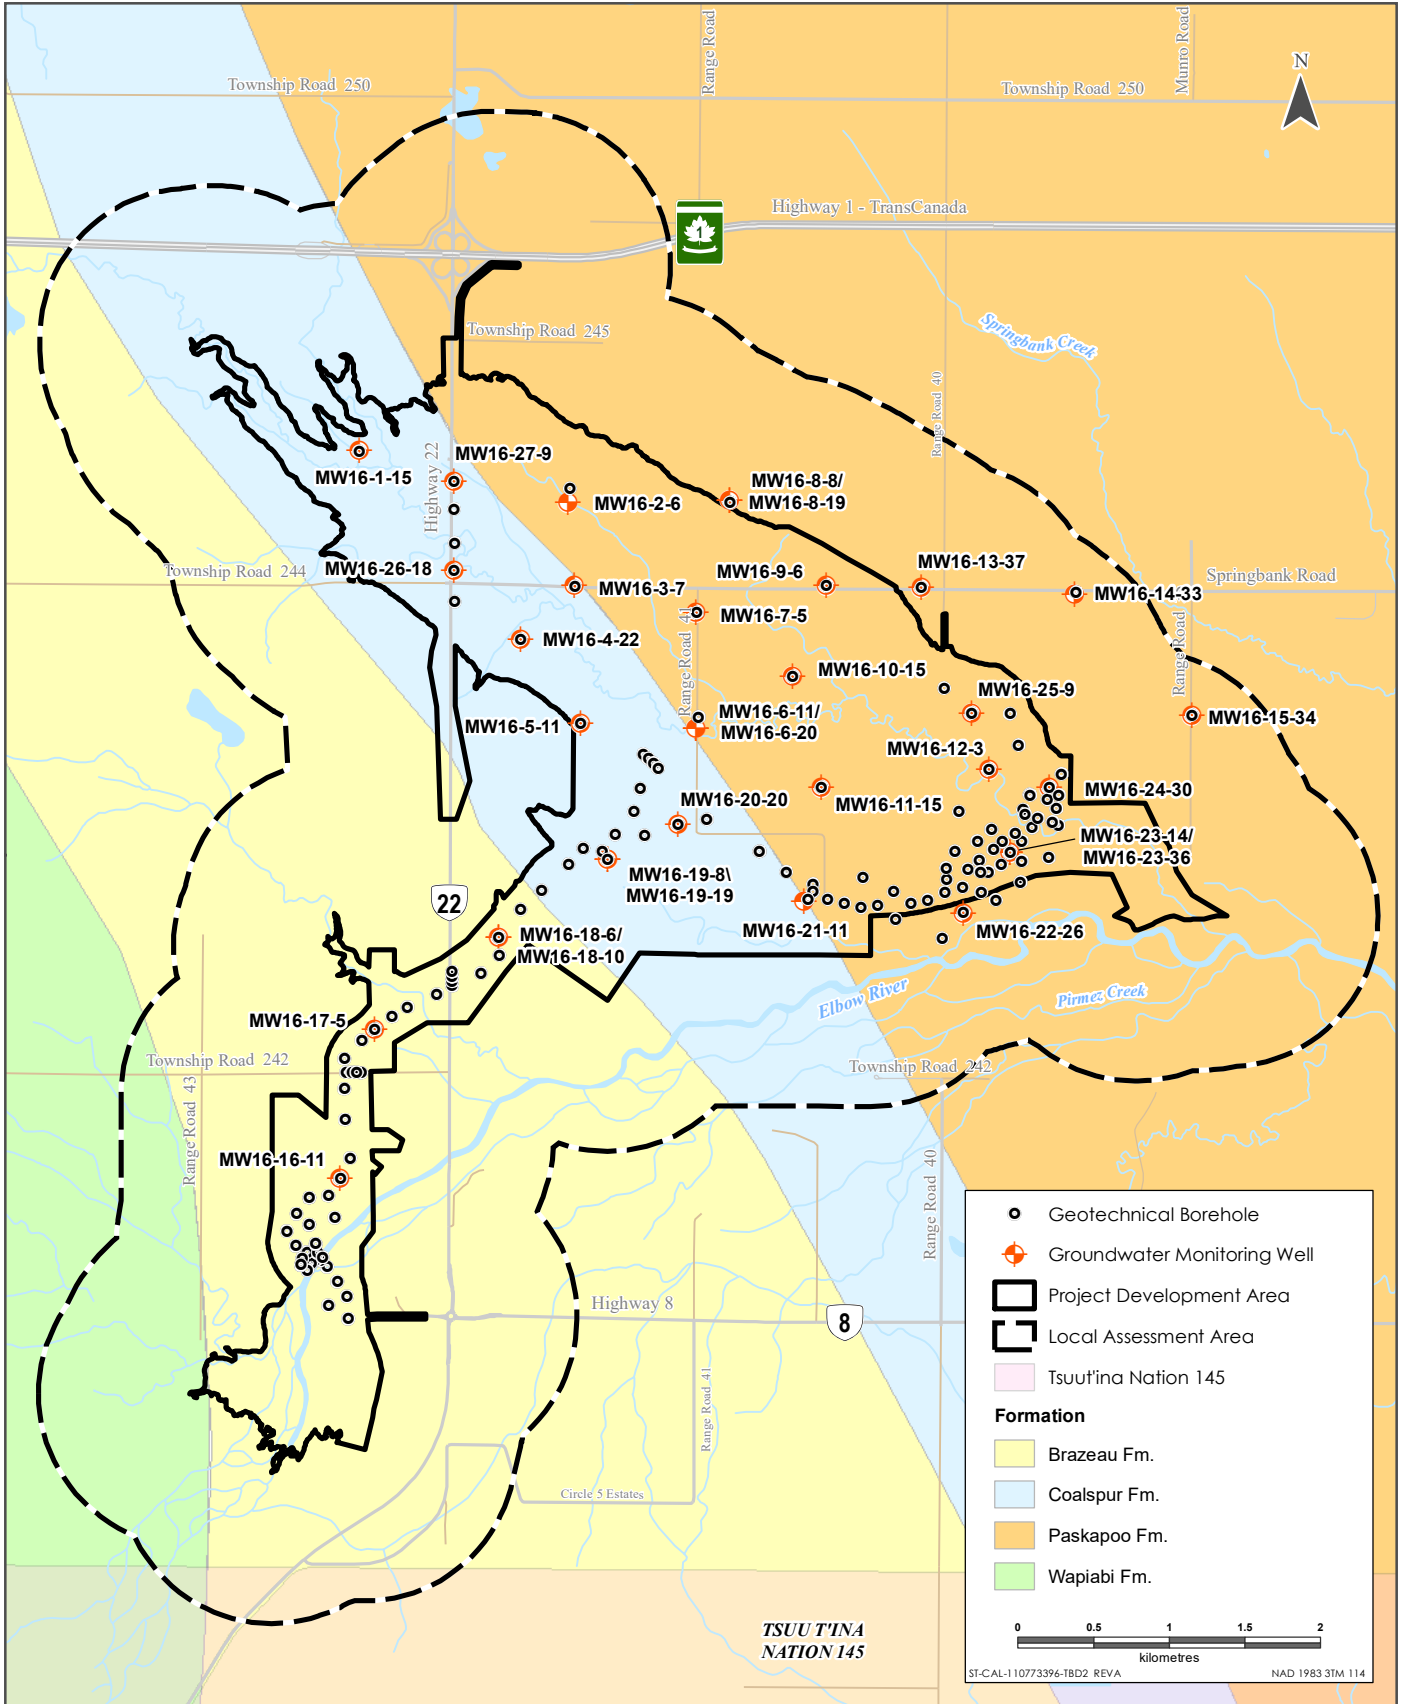 Township Road 250
Range Road
Munro Road
Township Road 250
N
Highway 1 - TransCanada
1
Springbank Creek
Township Road 245
Range Road 40
Highway 22
MW16-27-9
MW16-1-15
MW16-2-6
MW16-8-8/
MW16-8-19
MW16-26-18
Township Road 244
MW16-3-7
MW16-9-6
MW16-13-37
MW16-14-33
Springbank Road
MW16-7-5
Range Road 41
MW16-4-22
Range Road
MW16-10-15
MW16-25-9
MW16-5-11
MW16-6-11/
MW16-6-20
MW16-15-34
MW16-12-3
MW16-20-20
MW16-11-15
MW16-24-30
MW16-23-14/
MW16-23-36
MW16-19-8\
MW16-19-19
22
MW16-21-11
MW16-22-26
MW16-18-6/
MW16-18-10
Elbow River
Pirmez Creek
MW16-17-5
Township Road 242
Township Road 242
Range Road 43
MW16-16-11
Range Road 40
Highway 8
8
Range Road 41
Circle 5 Estates
TSUU T'INA
NATION 145
Geotechnical Borehole
Groundwater Monitoring Well
Project Development Area
Local Assessment Area
Tsuut'ina Nation 145
Formation
Brazeau Fm.
Coalspur Fm.
Paskapoo Fm.
Wapiabi Fm.
0 0.5 1 1.5 2
kilometres
ST-CAL-110773396-TBD2 REVA
NAD 1983 3TM 114